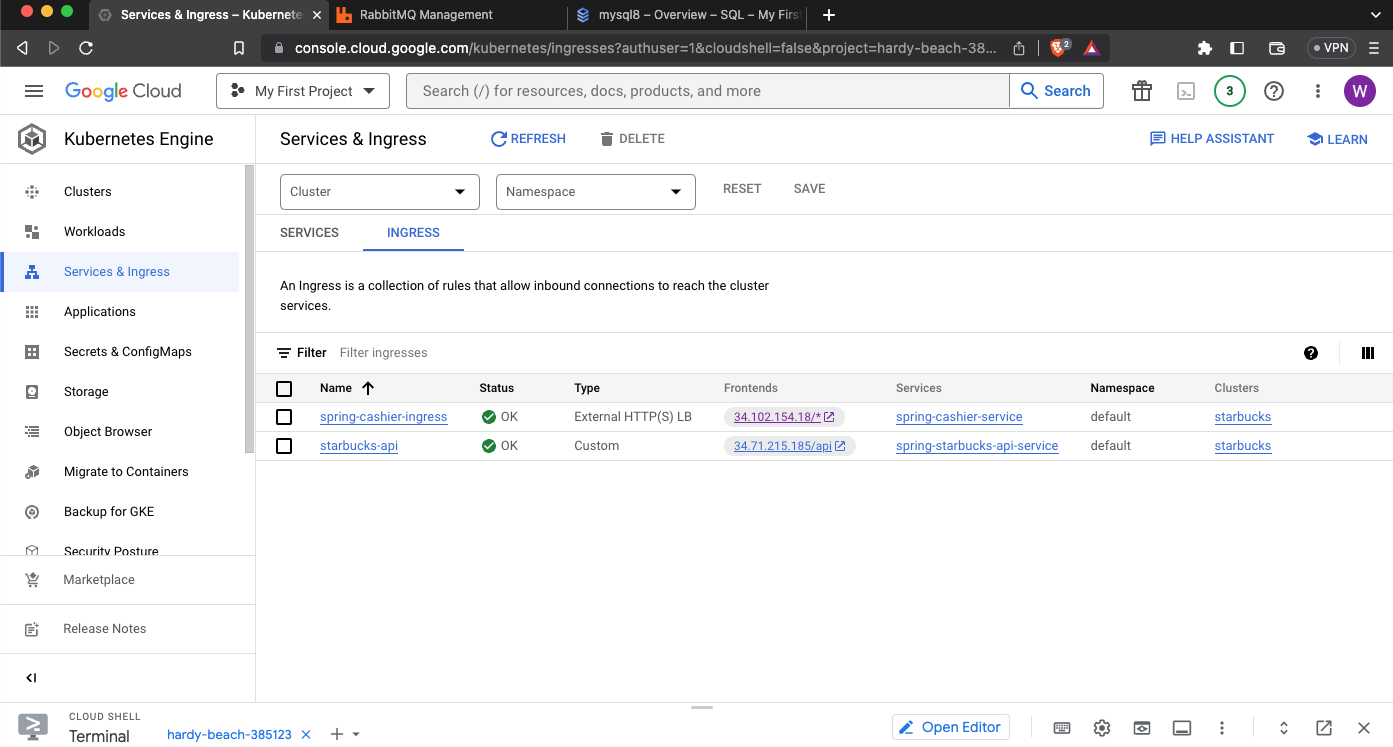 Services & Ingress – Kubernete
RabbitMQ Management
mysql8 – Overview – SQL – My Firs
console.cloud.google.com/kubernetes/ingresses?authuser=1&cloudshell=false&project=hardy-beach-38...
2
VPN
Google Cloud
My First Project
Search (/) for resources, docs, products, and more
Search
3
W
Kubernetes Engine
Services & Ingress
REFRESH
DELETE
HELP ASSISTANT
LEARN
Clusters
Workloads
Services & Ingress
Applications
Secrets & ConfigMaps
Storage
Object Browser
Migrate to Containers
Backup for GKE
Security Posture
Marketplace
Release Notes
Cluster
Namespace
RESET
SAVE
SERVICES
INGRESS
An Ingress is a collection of rules that allow inbound connections to reach the cluster
services.
Filter
Filter ingresses
Name Status Type Frontends Services Namespace Clusters
spring-cashier-ingress OK External HTTP(S) LB 34.102.154.18/* spring-cashier-service default starbucks
starbucks-api OK Custom 34.71.215.185/api spring-starbucks-api-service default starbucks
CLOUD SHELL
Terminal
hardy-beach-385123
Open Editor